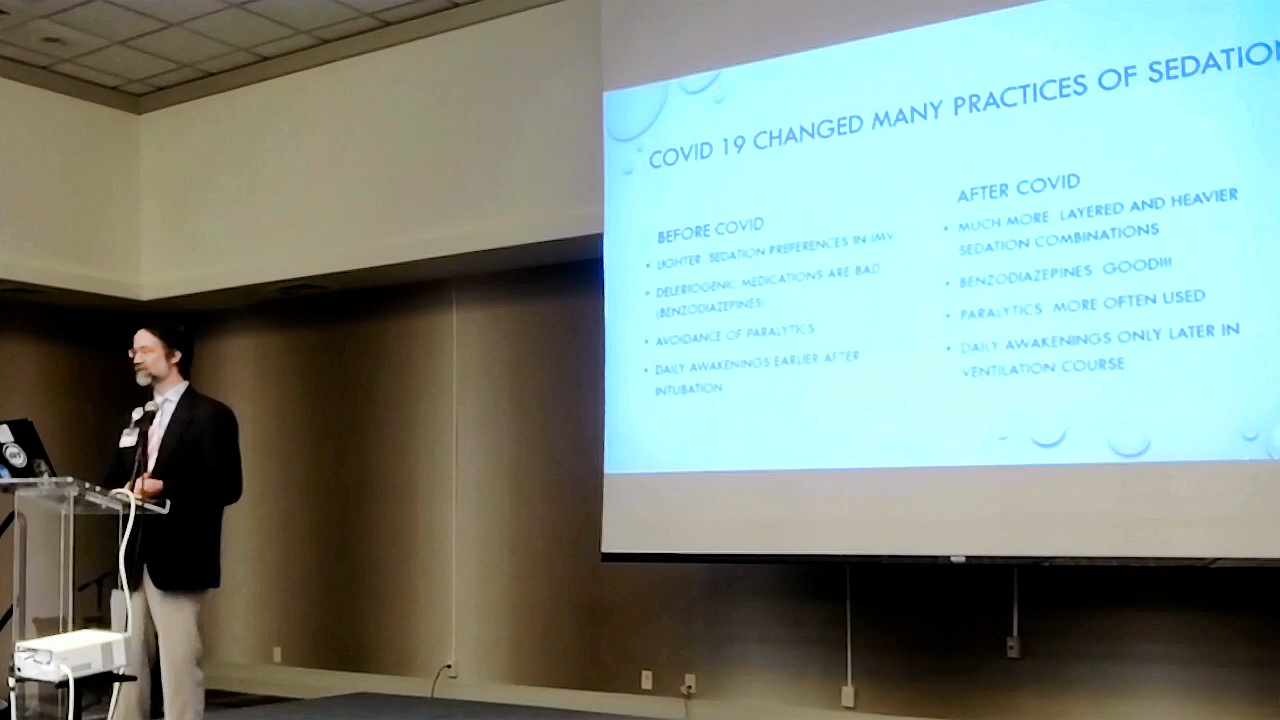 COVID 19 CHANGED MANY PRACTICES OF SEDATION
BEFORE COVID
• LIGHTER SEDATION PREFERENCES IN IMV
• DELERIOGENIC MEDICATIONS ARE BAD
(BENZODIAZEPINES)
• AVOIDANCE OF PARALYTICS
• DAILY AWAKENINGS EARLIER AFTER
INTUBATION
AFTER COVID
• MUCH MORE LAYERED AND HEAVIER
SEDATION COMBINATIONS
• BENZODIAZEPINES GOOD!!!
• PARALYTICS MORE OFTEN USED
• DAILY AWAKENINGS ONLY LATER IN
VENTILATION COURSE